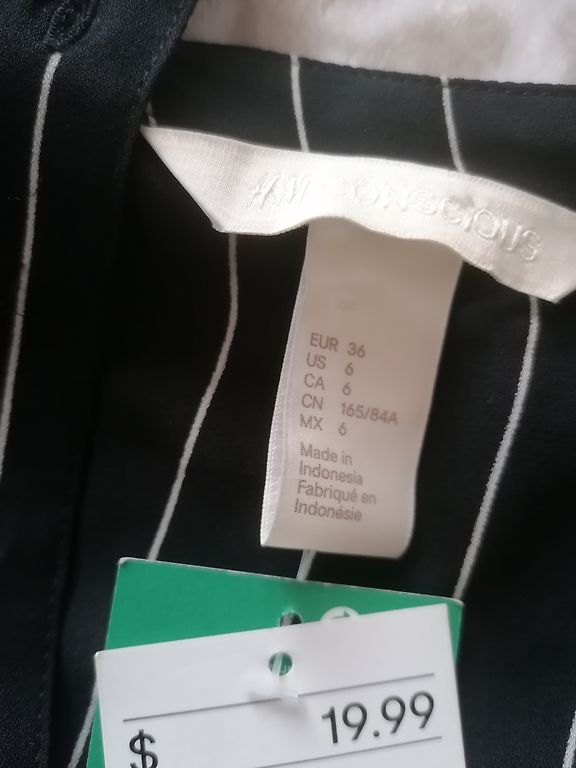 H&M CONSCIOUS
EUR 36
US 6
CA 6
CN 165/84A
MX 6
Made in
Indonesia
Fabriqué en
Indonésie
$ 19.99